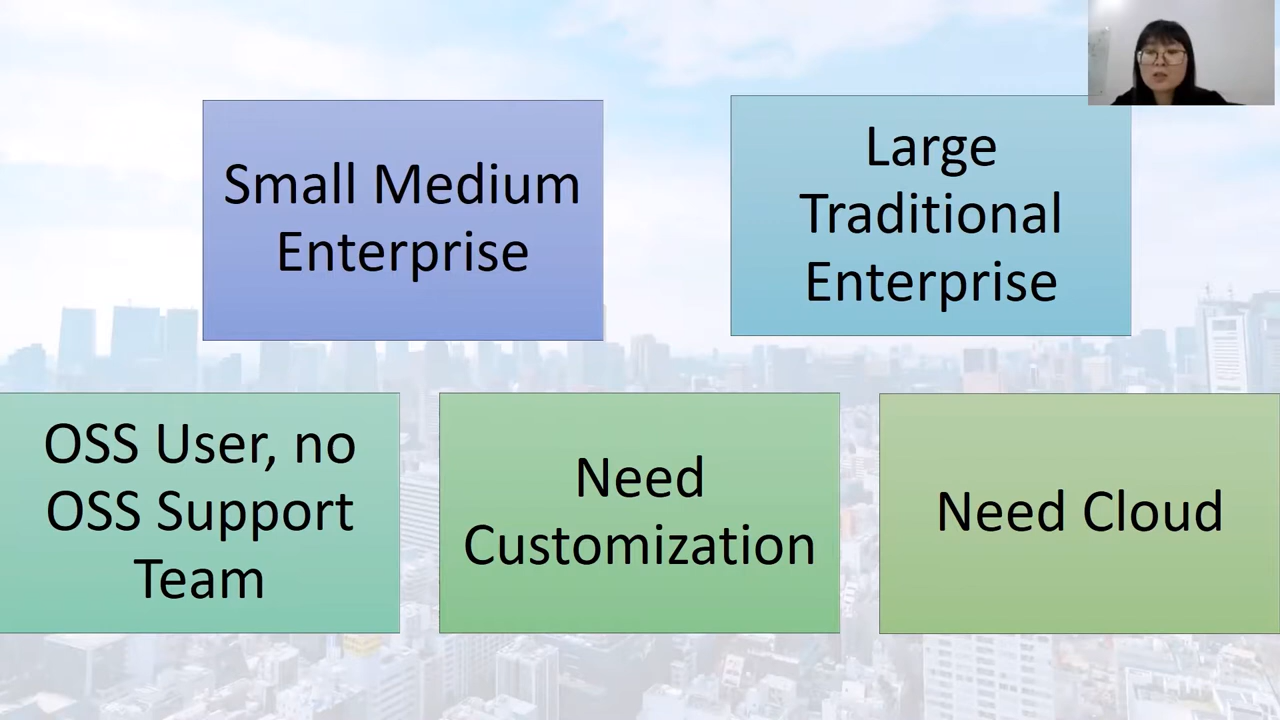 Small Medium
Enterprise
Large
Traditional
Enterprise
OSS User, no
OSS Support
Team
Need
Customization
Need Cloud